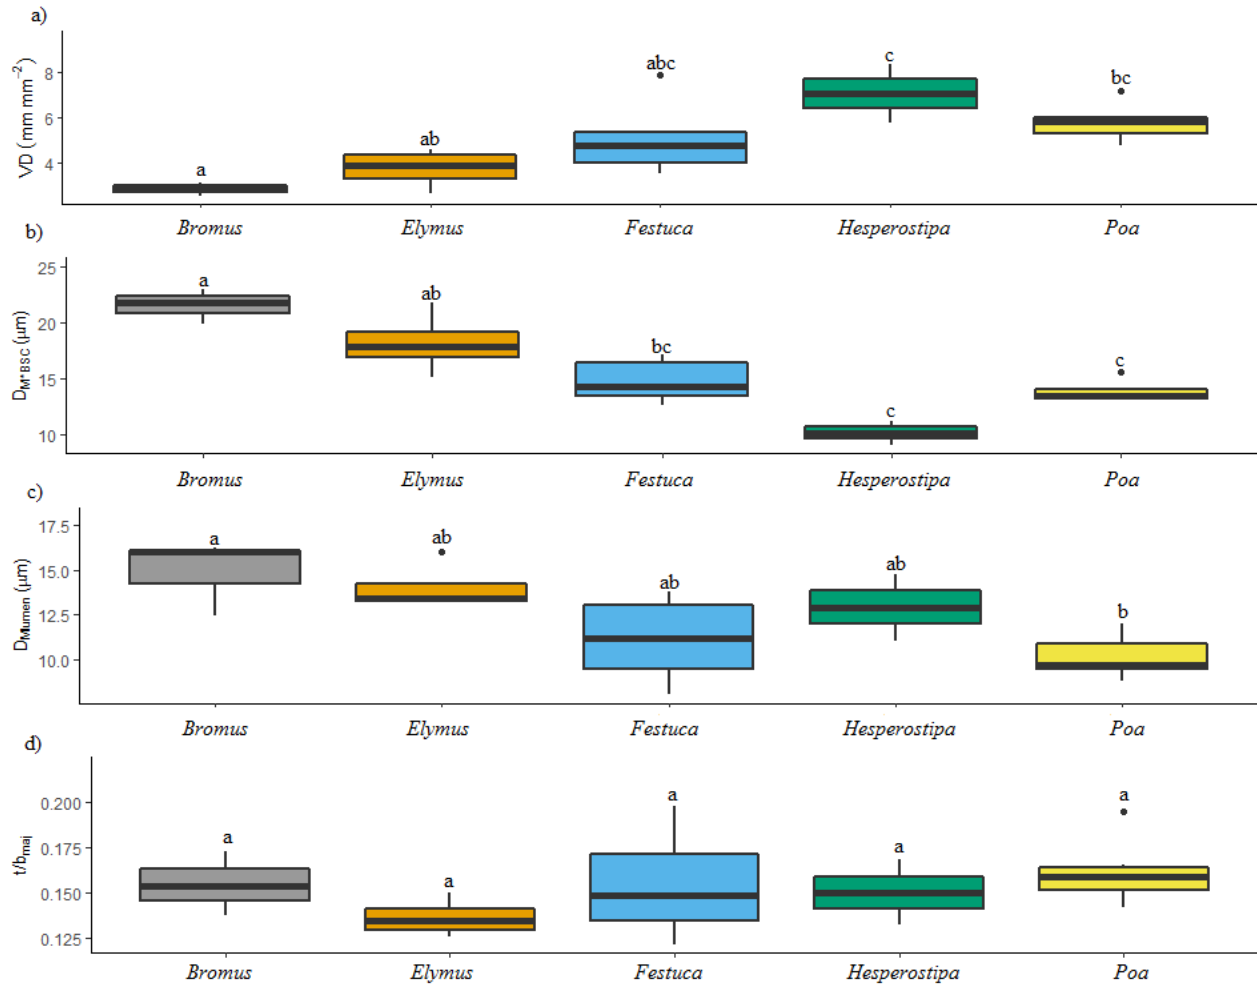 a)
VD (mm mm⁻²)
8
6
4
a
ab
abc
c
bc
Bromus Elymus Festuca Hesperostipa Poa
b)
D_M*BSC (μm)
25
20
15
10
a
ab
bc
c
c
Bromus Elymus Festuca Hesperostipa Poa
c)
D_Mlumen (μm)
17.5
15.0
12.5
10.0
a
ab
ab
ab
b
Bromus Elymus Festuca Hesperostipa Poa
d)
t/b_maj
0.200
0.175
0.150
0.125
a
a
a
a
a
Bromus Elymus Festuca Hesperostipa Poa